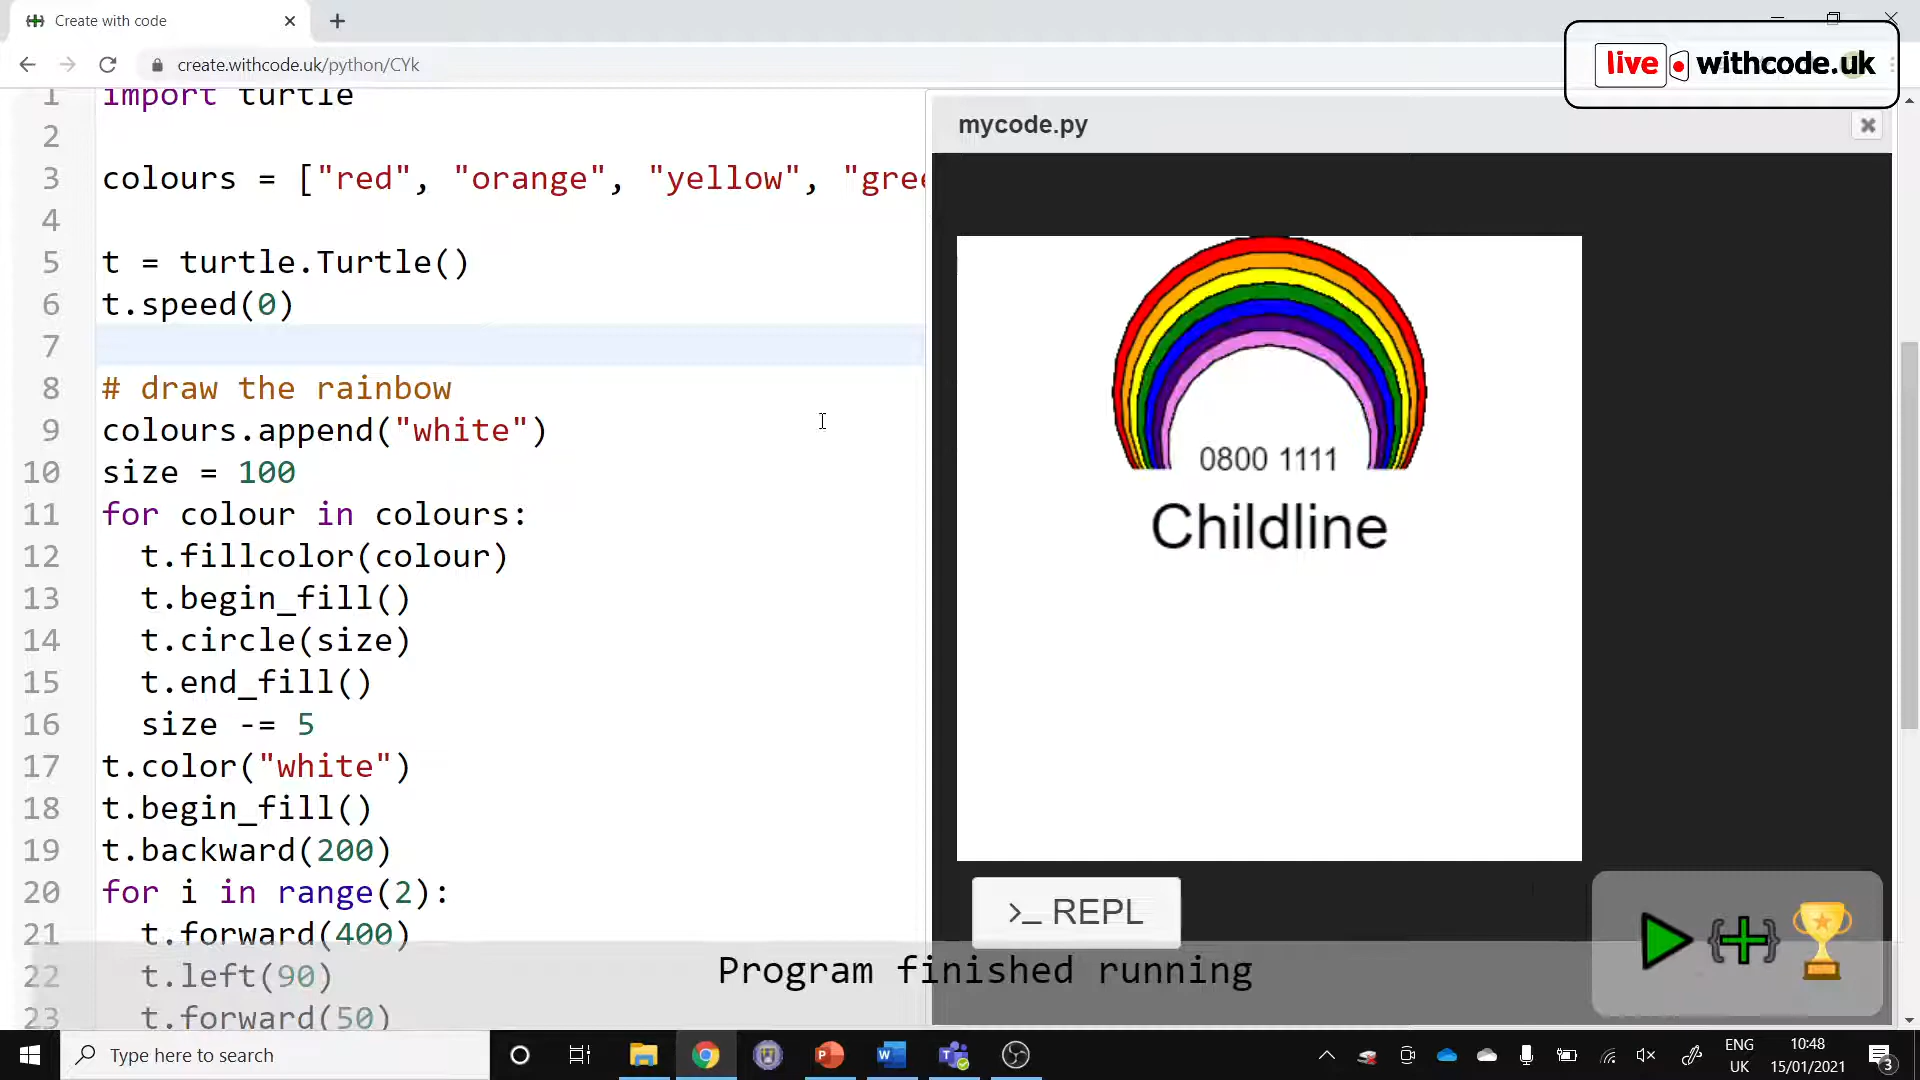 Create with code
create.withcode.uk/python/CYk
live withcode.uk
1 import turtle
2
3 colours = ["red", "orange", "yellow", "gree
4
5 t = turtle.Turtle()
6 t.speed(0)
7
8 # draw the rainbow
9 colours.append("white")
10 size = 100
11 for colour in colours:
12 t.fillcolor(colour)
13 t.begin_fill()
14 t.circle(size)
15 t.end_fill()
16 size -= 5
17 t.color("white")
18 t.begin_fill()
19 t.backward(200)
20 for i in range(2):
21 t.forward(400)
22 t.left(90)
23 t.forward(50)
mycode.py
0800 1111
Childline
>_ REPL
{+}
Program finished running
Type here to search
ENG
UK
10:48
15/01/2021
3